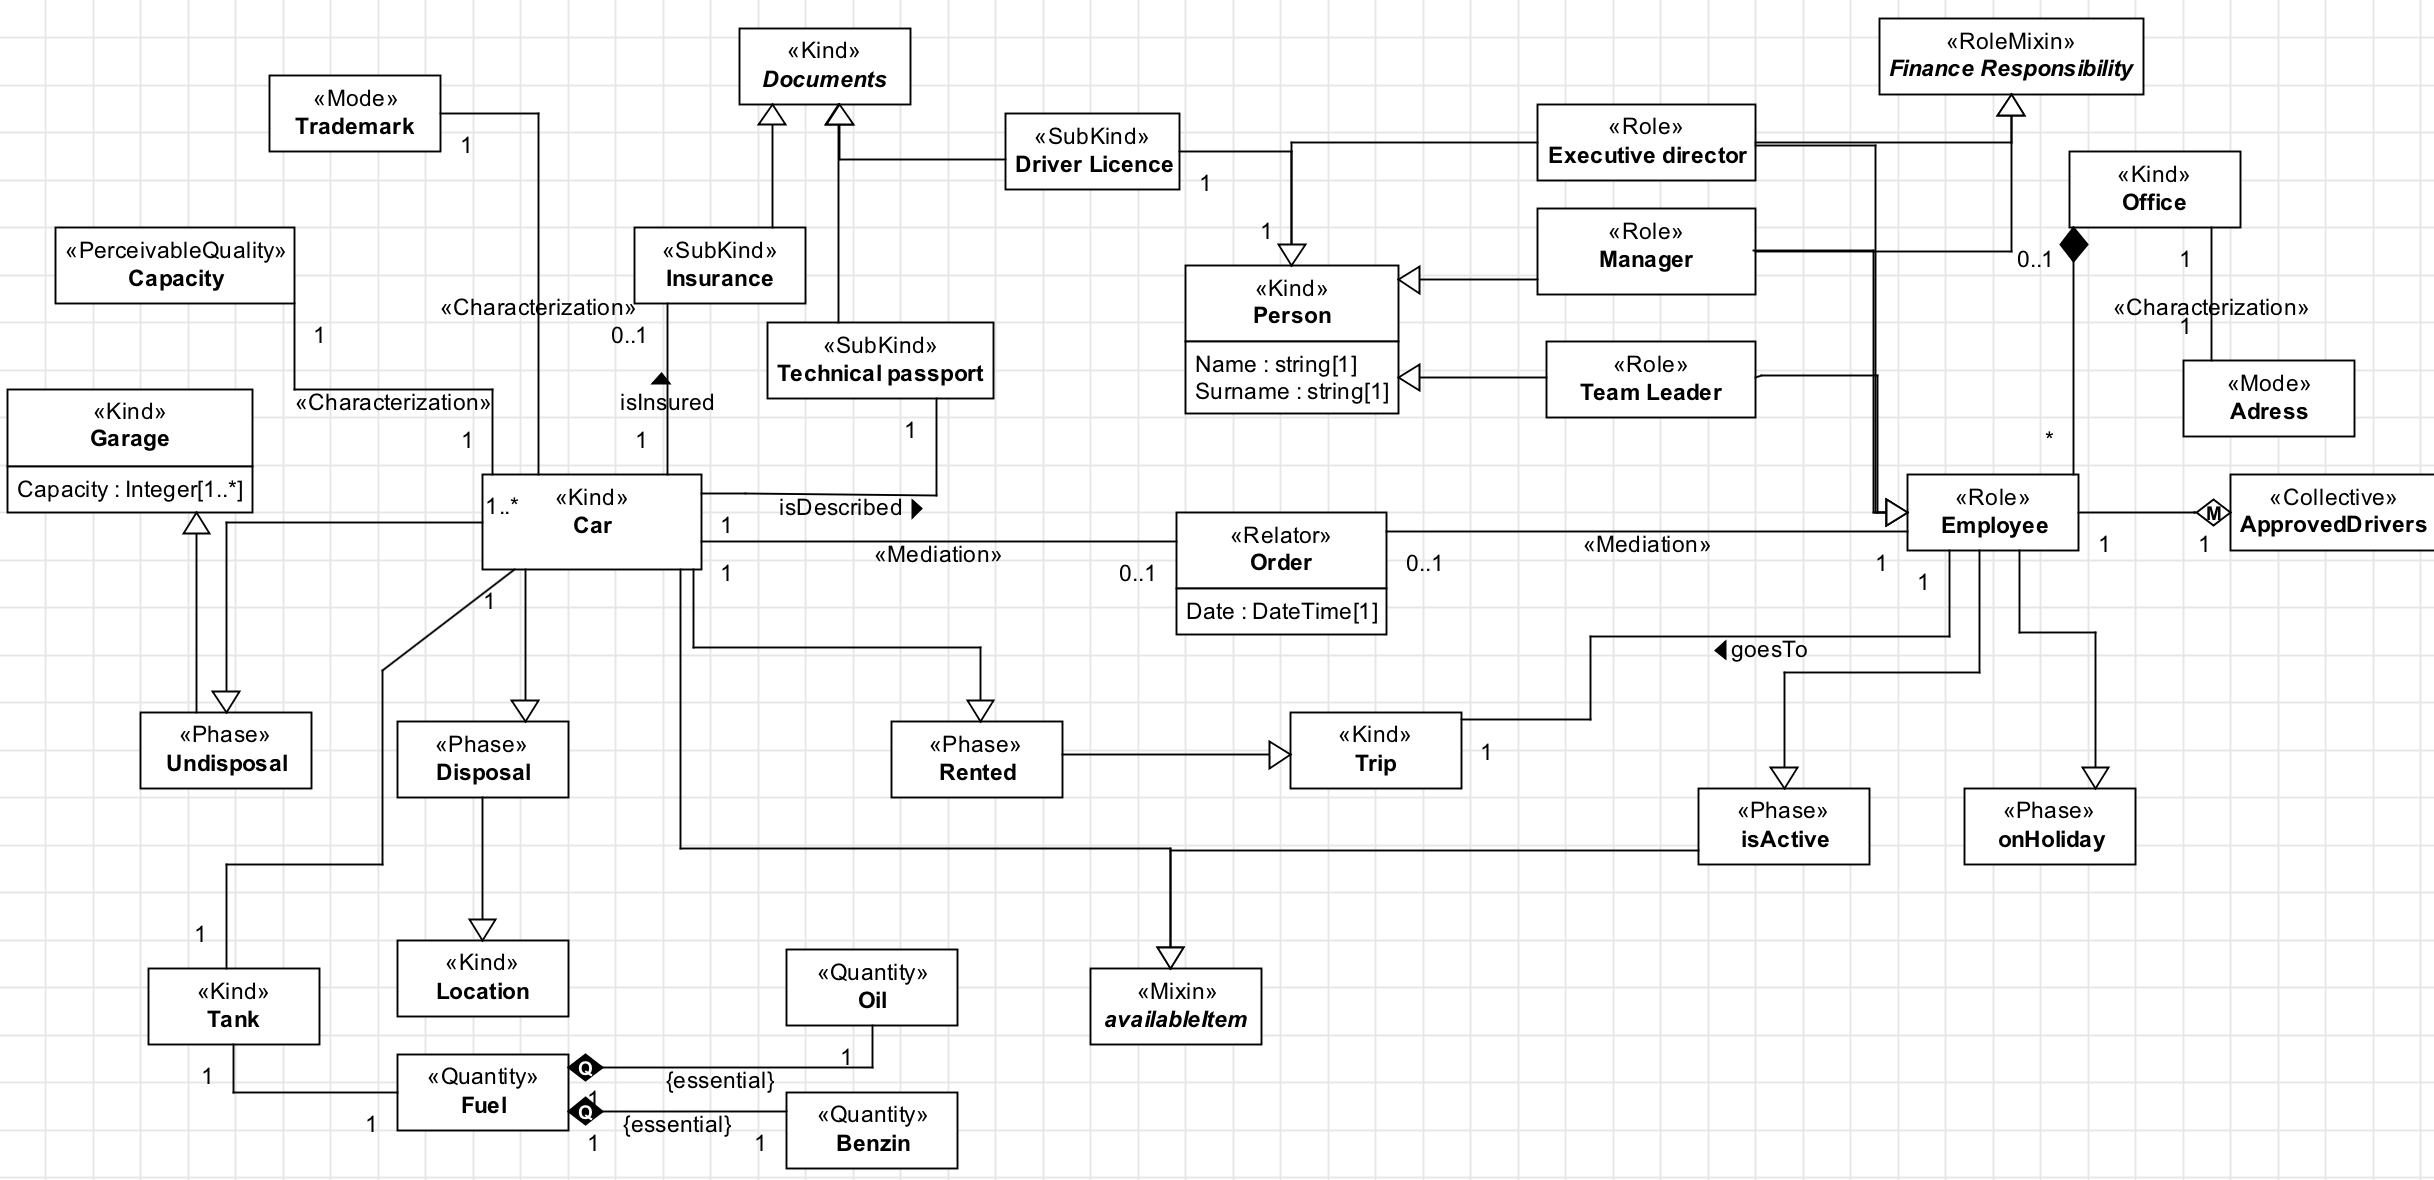 «Kind»
Documents
«RoleMixin»
Finance Responsibility
«Mode»
Trademark
1
«SubKind»
Driver Licence
1
«Role»
Executive director
«Kind»
Office
«PerceivableQuality»
Capacity
1
«SubKind»
Insurance
0..1
«Characterization»
«Role»
Manager
1
0..1
1
«Characterization»
1
«Kind»
Person
Name : string[1]
Surname : string[1]
«SubKind»
Technical passport
1
«Role»
Team Leader
«Mode»
Adress
«Kind»
Garage
Capacity : Integer[1..*]
«Characterization»
1
isInsured
1
*
«Kind»
Car
1..*
isDescribed
1
«Mediation»
1
0..1
«Relator»
Order
Date : DateTime[1]
0..1
«Mediation»
1
«Role»
Employee
1
1
«Collective»
ApprovedDrivers
M
1
1
goesTo
«Phase»
Undisposal
«Phase»
Disposal
«Phase»
Rented
«Kind»
Trip
1
«Phase»
isActive
«Phase»
onHoliday
1
«Kind»
Tank
«Kind»
Location
«Quantity»
Oil
1
«Mixin»
availableItem
1
«Quantity»
Fuel
1
Q
{essential}
1
Q
{essential}
1
1
«Quantity»
Benzin